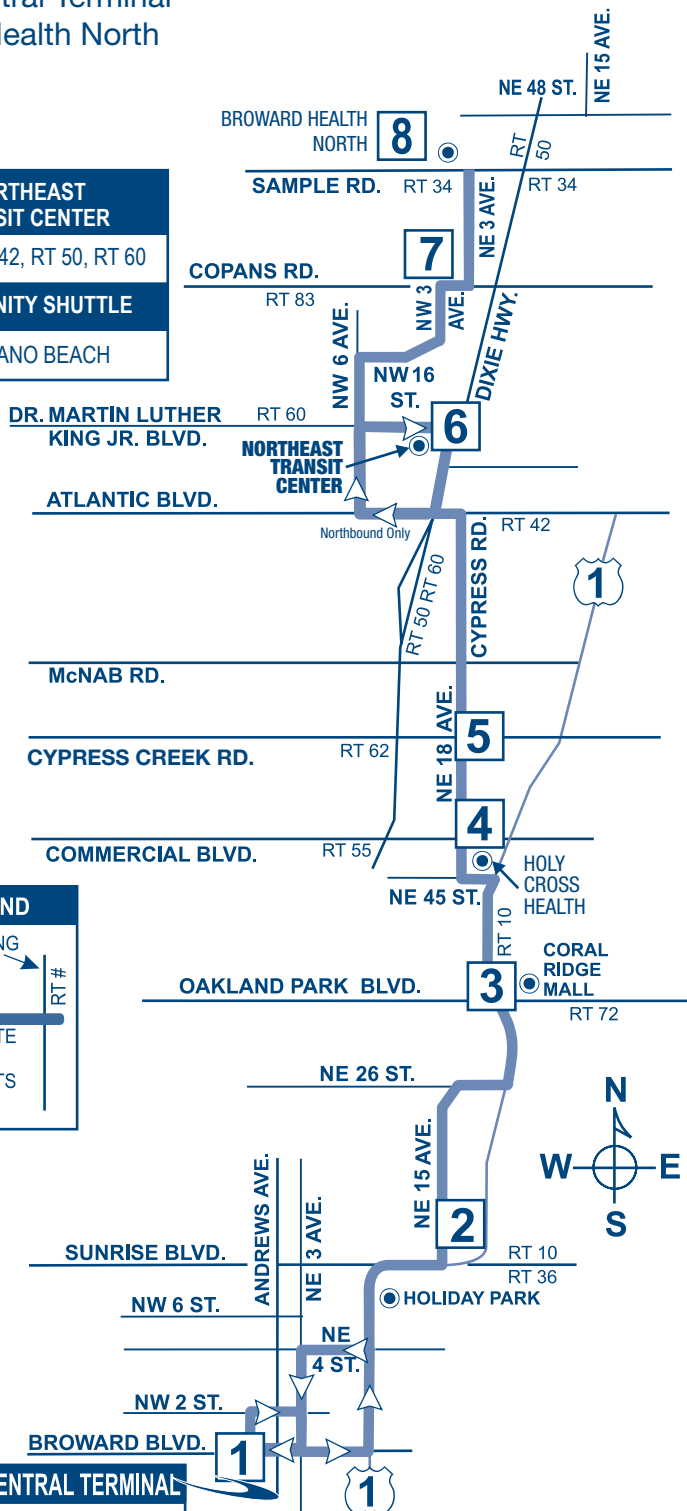 tral Terminal
ealth North
NE 15 AVE.
NE 48 ST.
BROWARD HEALTH
NORTH
8
RT 50
SAMPLE RD.
RT 34
RT 34
RTHEAST
SIT CENTER
42, RT 50, RT 60
NITY SHUTTLE
ANO BEACH
NE 3 AVE.
7
COPANS RD.
RT 83
NW 3
AVE.
NW 6 AVE.
NW 16
ST.
DIXIE HWY.
DR. MARTIN LUTHER
KING JR. BLVD.
RT 60
6
NORTHEAST
TRANSIT
CENTER
ATLANTIC BLVD.
Northbound Only
RT 42
CYPRESS RD.
1
RT 50 RT 60
McNAB RD.
NE 18 AVE.
5
CYPRESS CREEK RD.
RT 62
4
COMMERCIAL BLVD.
RT 55
HOLY
CROSS
HEALTH
NE 45 ST.
RT 10
ND
NG
RT #
TE
TS
CORAL
RIDGE
MALL
OAKLAND PARK BLVD.
3
RT 72
NE 26 ST.
N
W
E
S
NE 15 AVE.
2
ANDREWS AVE.
NE 3 AVE.
SUNRISE BLVD.
RT 10
RT 36
HOLIDAY PARK
NW 6 ST.
NE
4 ST.
NW 2 ST.
BROWARD BLVD.
1
ENTRAL TERMINAL
1